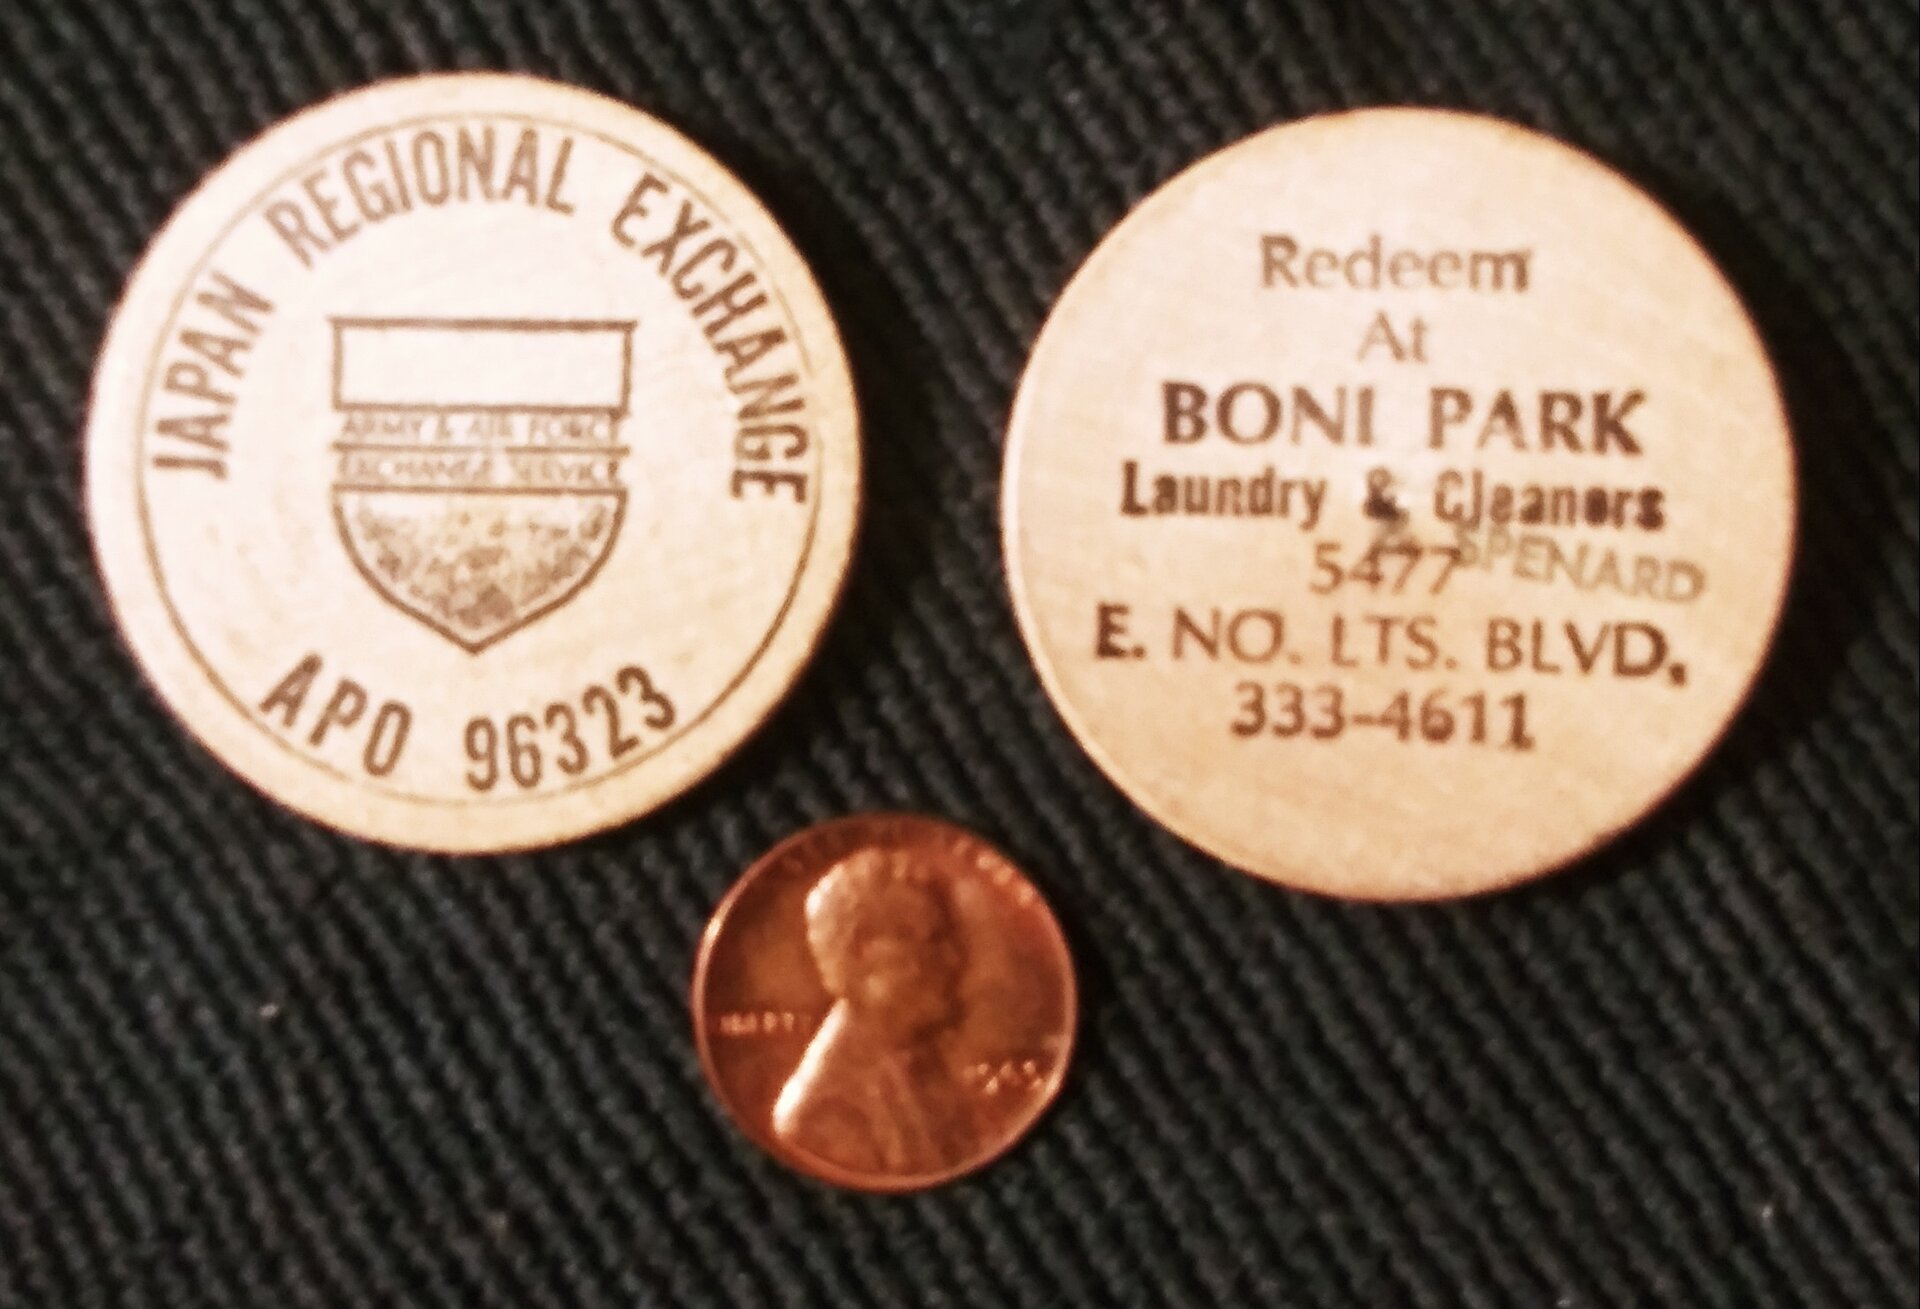 JAPAN REGIONAL EXCHANGE
ARMY & AIR FORCE
EXCHANGE SERVICE
APO 96323
Redeem
At
BONI PARK
Laundry & Cleaners
SPENARD
5477
E. NO. LTS. BLVD.
333-4611
LIBERTY